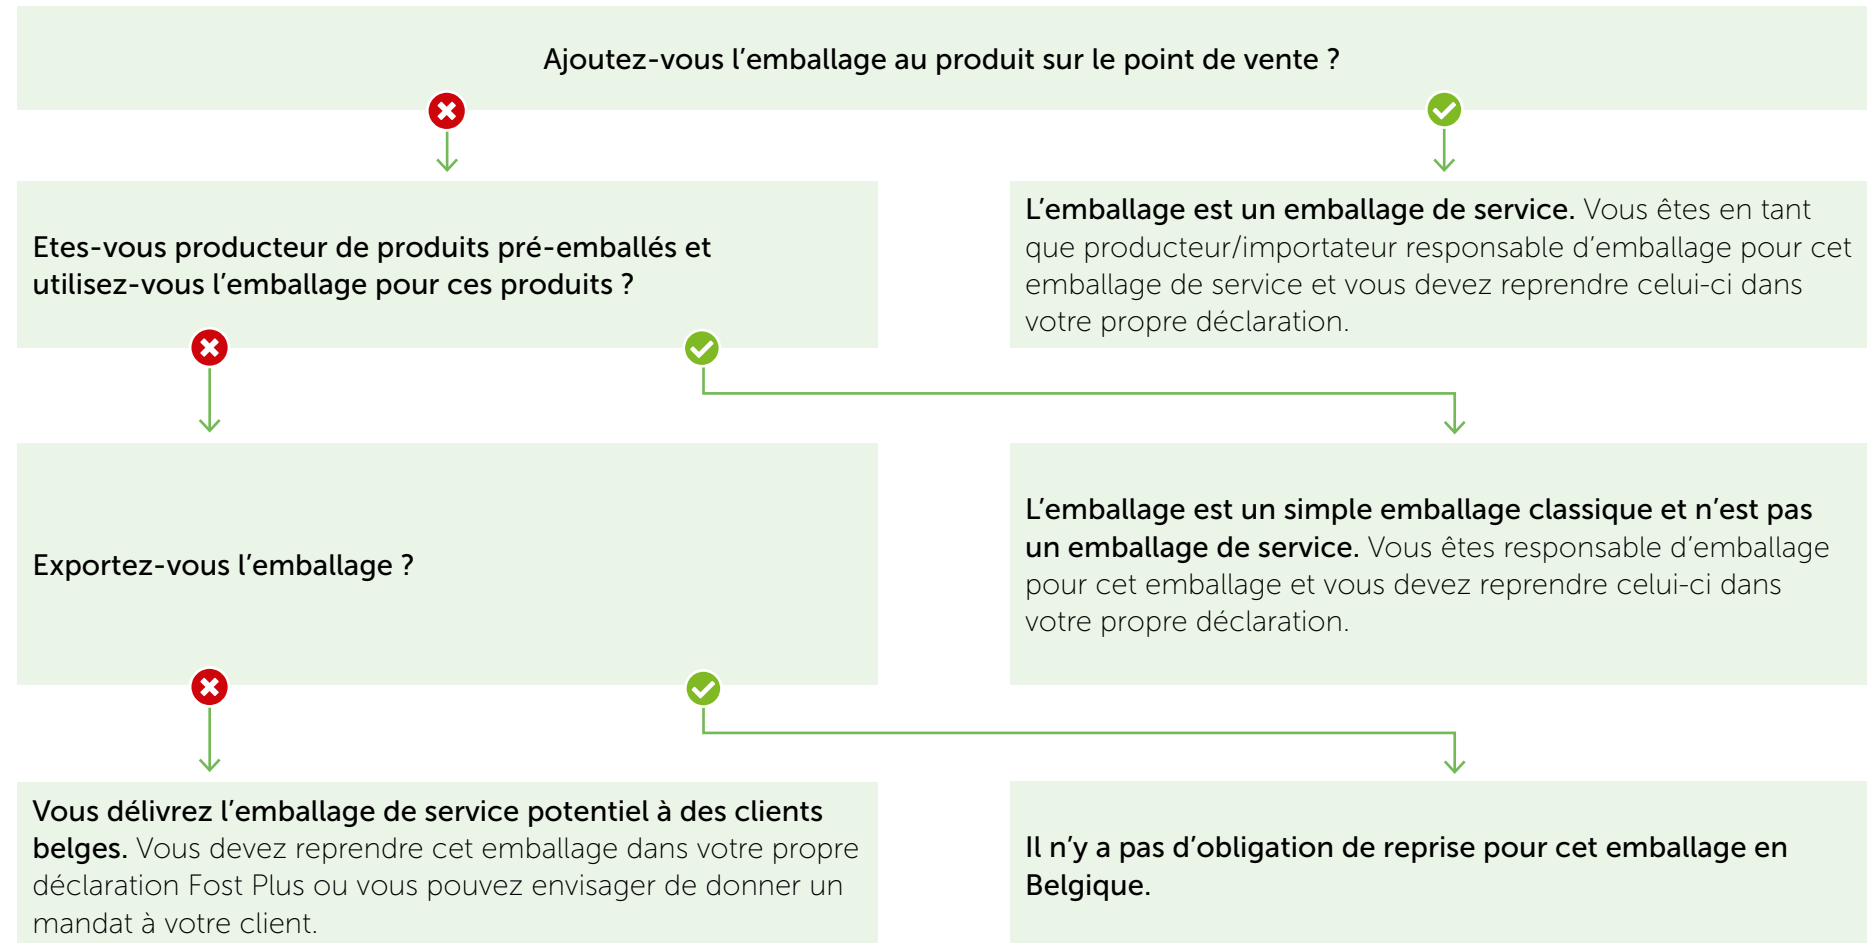 Ajoutez-vous l’emballage au produit sur le point de vente ?
Etes-vous producteur de produits pré-emballés et
utilisez-vous l’emballage pour ces produits ?
L’emballage est un emballage de service. Vous êtes en tant
que producteur/importateur responsable d’emballage pour cet
emballage de service et vous devez reprendre celui-ci dans
votre propre déclaration.
Exportez-vous l’emballage ?
L’emballage est un simple emballage classique et n’est pas
un emballage de service. Vous êtes responsable d’emballage
pour cet emballage et vous devez reprendre celui-ci dans
votre propre déclaration.
Vous délivrez l’emballage de service potentiel à des clients
belges. Vous devez reprendre cet emballage dans votre propre
déclaration Fost Plus ou vous pouvez envisager de donner un
mandat à votre client.
Il n’y a pas d’obligation de reprise pour cet emballage en
Belgique.